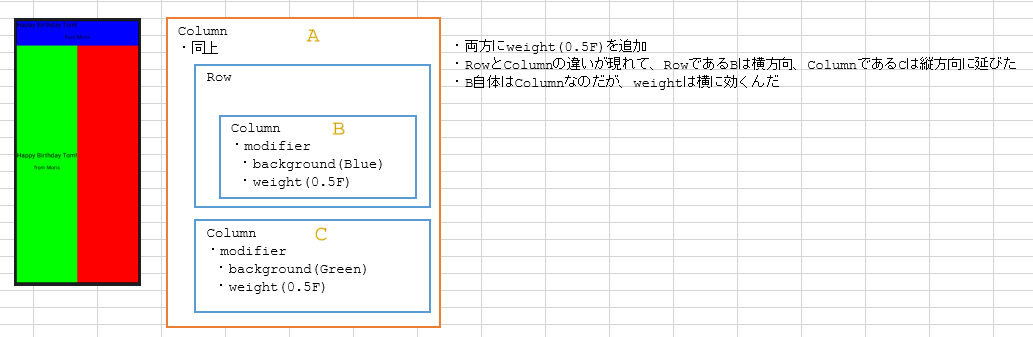 Happy Birthday Tom!
from Mario
Column
A
・同上
Row
Column
B
・modifier
・background(Blue)
・weight(0.5F)
Column
C
・modifier
・background(Green)
・weight(0.5F)
・両方にweight(0.5F)を追加
・RowとColumnの違いが現れて、RowであるBは横方向、ColumnであるCは縦方向に延びた
・B自体はColumnなのだが、weightは横に効くんだ